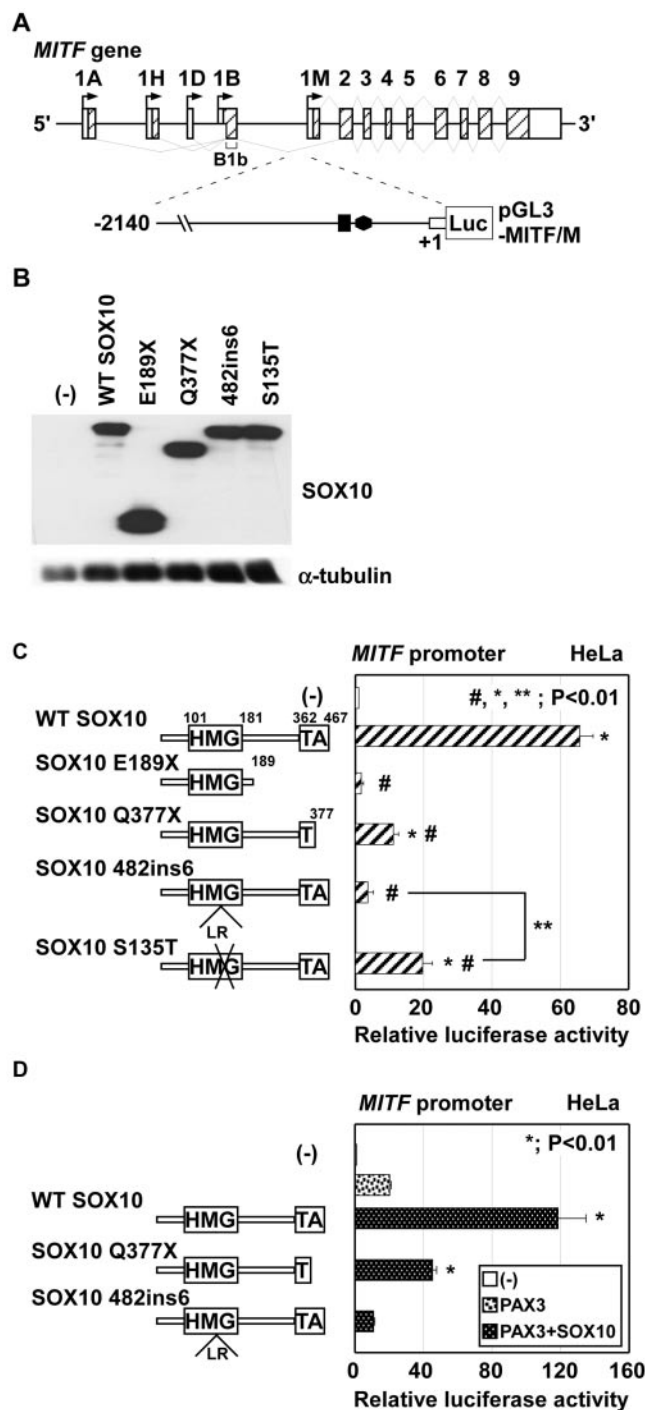 A
MITF gene
1A 1H 1D 1B 1M 2 3 4 5 6 7 8 9
5' 3'
B1b
-2140 +1 Luc pGL3
-MITF/M
B
(-) WT SOX10 E189X Q377X 482ins6 S135T
SOX10
α-tubulin
C
MITF promoter HeLa
(-) #, *, ** ; P<0.01
WT SOX10 101 181 362 467
HMG TA *
SOX10 E189X 189
HMG #
SOX10 Q377X 377
HMG T * #
SOX10 482ins6
HMG TA #
LR **
SOX10 S135T
HMG TA * #
0 20 40 60 80
Relative luciferase activity
D
MITF promoter HeLa
(-) *; P<0.01
WT SOX10
HMG TA *
SOX10 Q377X
HMG T *
SOX10 482ins6
HMG TA
LR
(-)
PAX3
PAX3+SOX10
0 40 80 120 160
Relative luciferase activity